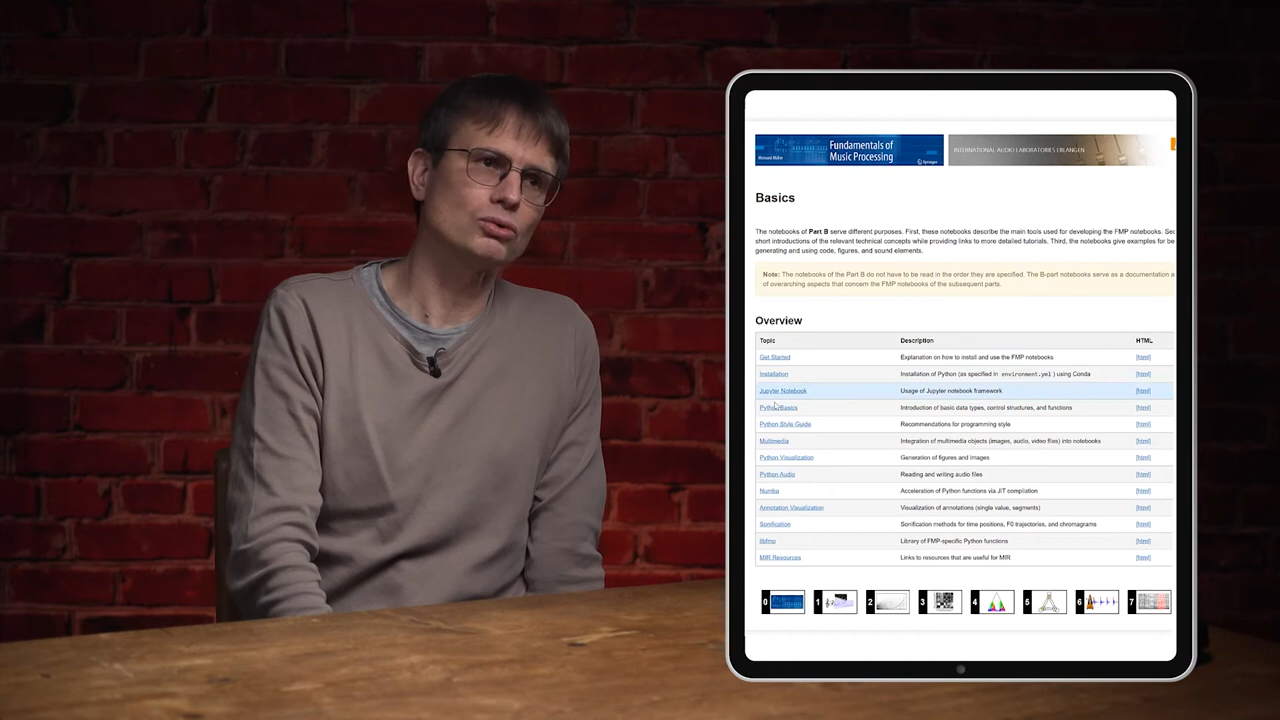 Fundamentals of
Music Processing
Meinard Müller
Springer
INTERNATIONAL AUDIO LABORATORIES ERLANGEN
Basics
The notebooks of Part B serve different purposes. First, these notebooks describe the main tools used for developing the FMP notebooks. Sec
short introductions of the relevant technical concepts while providing links to more detailed tutorials. Third, the notebooks give examples for be
generating and using code, figures, and sound elements.
Note: The notebooks of the Part B do not have to be read in the order they are specified. The B-part notebooks serve as a documentation a
of overarching aspects that concern the FMP notebooks of the subsequent parts.
Overview
Topic Description HTML
Get Started Explanation on how to install and use the FMP notebooks [html]
Installation Installation of Python (as specified in environment.yml) using Conda [html]
Jupyter Notebook Usage of Jupyter notebook framework [html]
Python Basics Introduction of basic data types, control structures, and functions [html]
Python Style Guide Recommendations for programming style [html]
Multimedia Integration of multimedia objects (images, audio, video files) into notebooks [html]
Python Visualization Generation of figures and images [html]
Python Audio Reading and writing audio files [html]
Numba Acceleration of Python functions via JIT compilation [html]
Annotation Visualization Visualization of annotations (single value, segments) [html]
Sonification Sonification methods for time positions, F0 trajectories, and chromagrams [html]
libfmp Library of FMP-specific Python functions [html]
MIR Resources Links to resources that are useful for MIR [html]
0 1 2 3 4 5 6 7